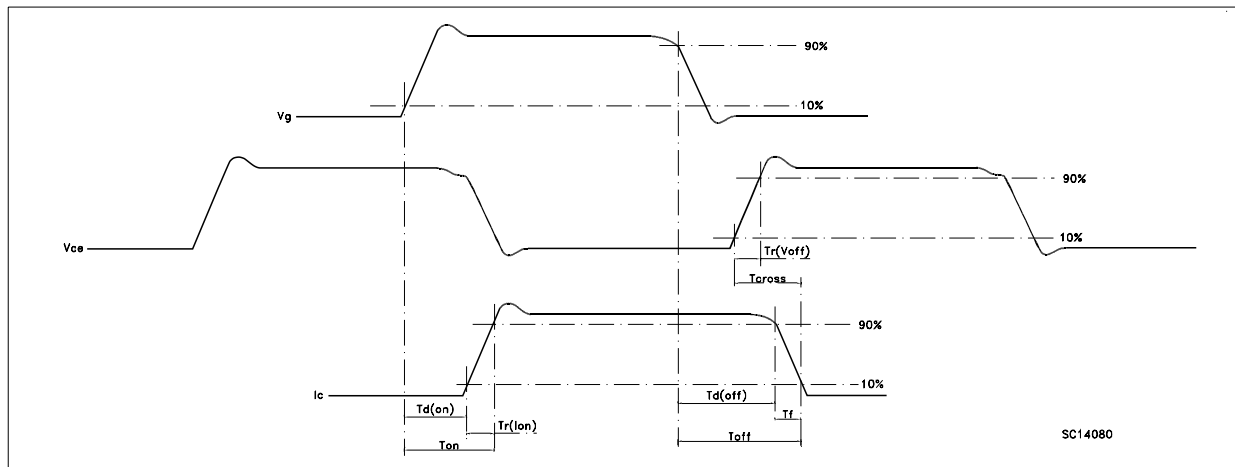 90%
10%
Vg
90%
Vce
10%
Tr(Voff)
Tcross
90%
10%
Ic
Td(on)
Td(off)
Tr(Ion)
Tf
Ton
Toff
SC14080